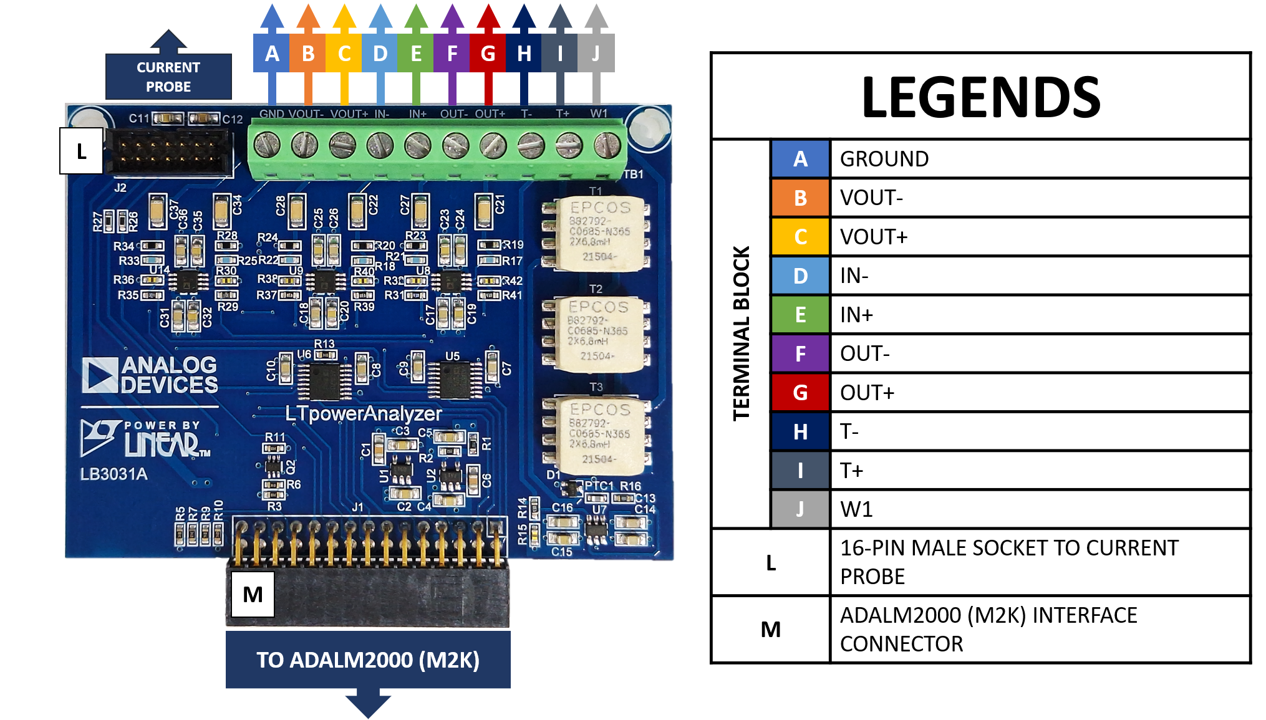 A B C D E F G H I J
CURRENT
PROBE
LEGENDS
GND VOUT- VOUT+ IN- IN+ OUT- OUT+ T- T+ W1
C11 C12
L
J2
TB1
TERMINAL BLOCK
A GROUND
B VOUT-
C VOUT+
D IN-
E IN+
F OUT-
G OUT+
H T-
I T+
J W1
L 16-PIN MALE SOCKET TO CURRENT
PROBE
M ADALM2000 (M2K) INTERFACE
CONNECTOR
R27 R26 C37 C36 C35 C34 C28 C25 C26 C22 C27 C23 C24 C21
T1
EPCOS
B82792-
C0685-N365
2X6,8mH
21504-
R34 R28 R24 R20 R23 R19
R33 R25 R22 R18 R21 R17
U14 U9 U8
R36 R30 R38 R40 R32 R42
R35 R29 R37 R39 R31 R41
C31 C32 C18 C20 C17 C19
T2
EPCOS
B82792-
C0685-N365
2X6,8mH
21504-
R13
U6 U5
C10 C8 C9 C7
ANALOG
DEVICES
LTpowerAnalyzer
T3
EPCOS
B82792-
C0685-N365
2X6,8mH
21504-
POWER BY
LINEAR™
LB3031A
R11
Q2
R6
R3
C1 C3 U1 C2
C5 R1 R2 U2 C6 C4
D1 PTC1 R16
R14 C16 U7 C13 C14
R15 C15
R5 R7 R9 R10
J1
M
TO ADALM2000 (M2K)